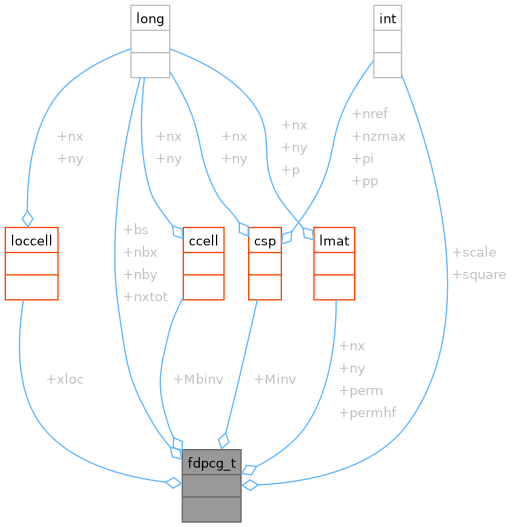 long
int
+nx
+ny
+nx
+ny
+nx
+ny
+nx
+ny
+p
+nref
+nzmax
+pi
+pp
loccell
ccell
csp
lmat
+bs
+nbx
+nby
+nxtot
+scale
+square
+xloc
+Mbinv
+Minv
+nx
+ny
+perm
+permhf
fdpcg_t